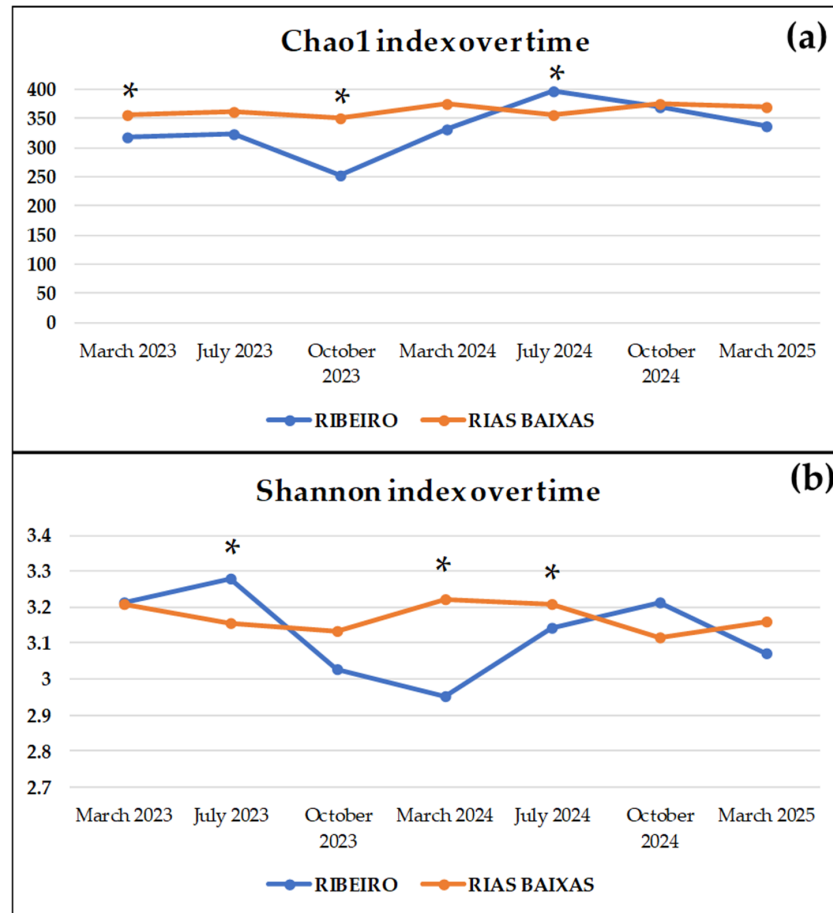 Chao1 index over time
(a)
*
*
*
400
350
300
250
200
150
100
50
0
March 2023 July 2023 October 2023 March 2024 July 2024 October 2024 March 2025
RIBEIRO RIAS BAIXAS
Shannon index over time
(b)
*
*
*
3.4
3.3
3.2
3.1
3
2.9
2.8
2.7
March 2023 July 2023 October 2023 March 2024 July 2024 October 2024 March 2025
RIBEIRO RIAS BAIXAS